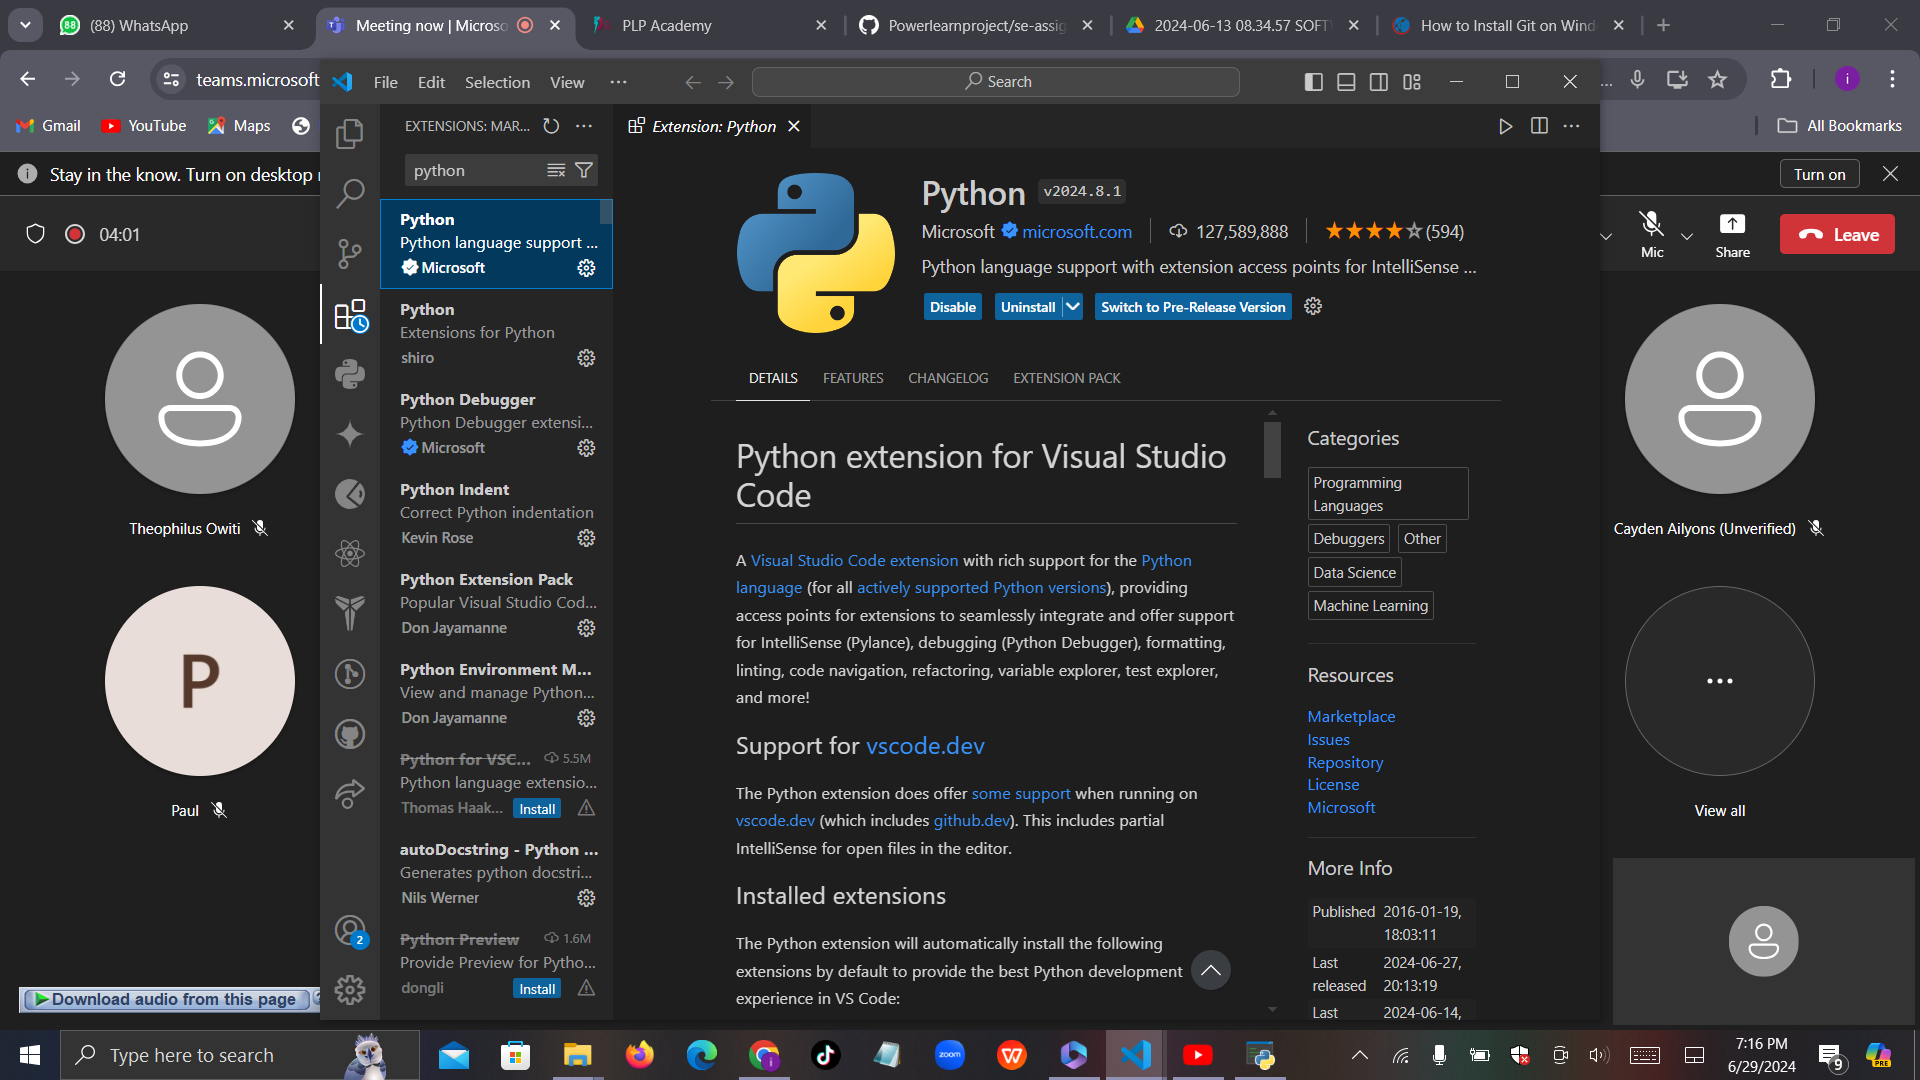 (88) WhatsApp
Meeting now | Microso
PLP Academy
Powerlearnproject/se-assig
2024-06-13 08.34.57 SOFT
How to Install Git on Wind
teams.microsoft
File
Edit
Selection
View
Search
Gmail
YouTube
Maps
All Bookmarks
Stay in the know. Turn on desktop
Turn on
04:01
Mic
Share
Leave
EXTENSIONS: MAR...
python
Python
Python language support ...
Microsoft
Python
Extensions for Python
shiro
Python Debugger
Python Debugger extensi...
Microsoft
Python Indent
Correct Python indentation
Kevin Rose
Python Extension Pack
Popular Visual Studio Cod...
Don Jayamanne
Python Environment M...
View and manage Python...
Don Jayamanne
Python for VSC... 5.5M
Python language extensio...
Thomas Haak... Install
autoDocstring - Python ...
Generates python docstri...
Nils Werner
Python Preview 1.6M
Provide Preview for Pytho...
dongli Install
2
Extension: Python
Python v2024.8.1
Microsoft microsoft.com 127,589,888 (594)
Python language support with extension access points for IntelliSense ...
Disable Uninstall Switch to Pre-Release Version
DETAILS FEATURES CHANGELOG EXTENSION PACK
Python extension for Visual Studio
Code
A Visual Studio Code extension with rich support for the Python
language (for all actively supported Python versions), providing
access points for extensions to seamlessly integrate and offer support
for IntelliSense (Pylance), debugging (Python Debugger), formatting,
linting, code navigation, refactoring, variable explorer, test explorer,
and more!
Support for vscode.dev
The Python extension does offer some support when running on
vscode.dev (which includes github.dev). This includes partial
IntelliSense for open files in the editor.
Installed extensions
The Python extension will automatically install the following
extensions by default to provide the best Python development
experience in VS Code:
Categories
Programming
Languages
Debuggers Other
Data Science
Machine Learning
Resources
Marketplace
Issues
Repository
License
Microsoft
More Info
Published 2016-01-19,
18:03:11
Last 2024-06-27,
released 20:13:19
Last 2024-06-14,
Theophilus Owiti
P
Paul
Cayden Ailyons (Unverified)
View all
Download audio from this page
Type here to search
zoom
7:16 PM
6/29/2024
9
PRE